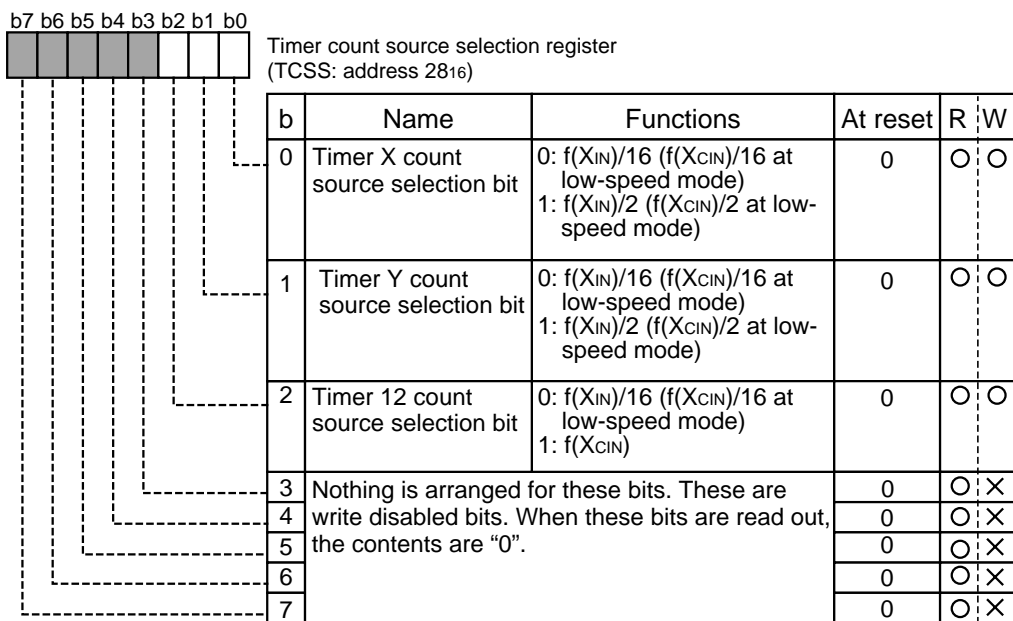 b7 b6 b5 b4 b3 b2 b1 b0
Timer count source selection register
(TCSS: address 2816)
b Name Functions At reset R W
0 Timer X count source selection bit 0: f(XIN)/16 (f(XCIN)/16 at low-speed mode) 0
1: f(XIN)/2 (f(XCIN)/2 at low-speed mode)
1 Timer Y count source selection bit 0: f(XIN)/16 (f(XCIN)/16 at low-speed mode) 0
1: f(XIN)/2 (f(XCIN)/2 at low-speed mode)
2 Timer 12 count source selection bit 0: f(XIN)/16 (f(XCIN)/16 at low-speed mode) 0
1: f(XCIN)
3 Nothing is arranged for these bits. These are 0
4 write disabled bits. When these bits are read out, 0
5 the contents are “0”. 0
6 0
7 0